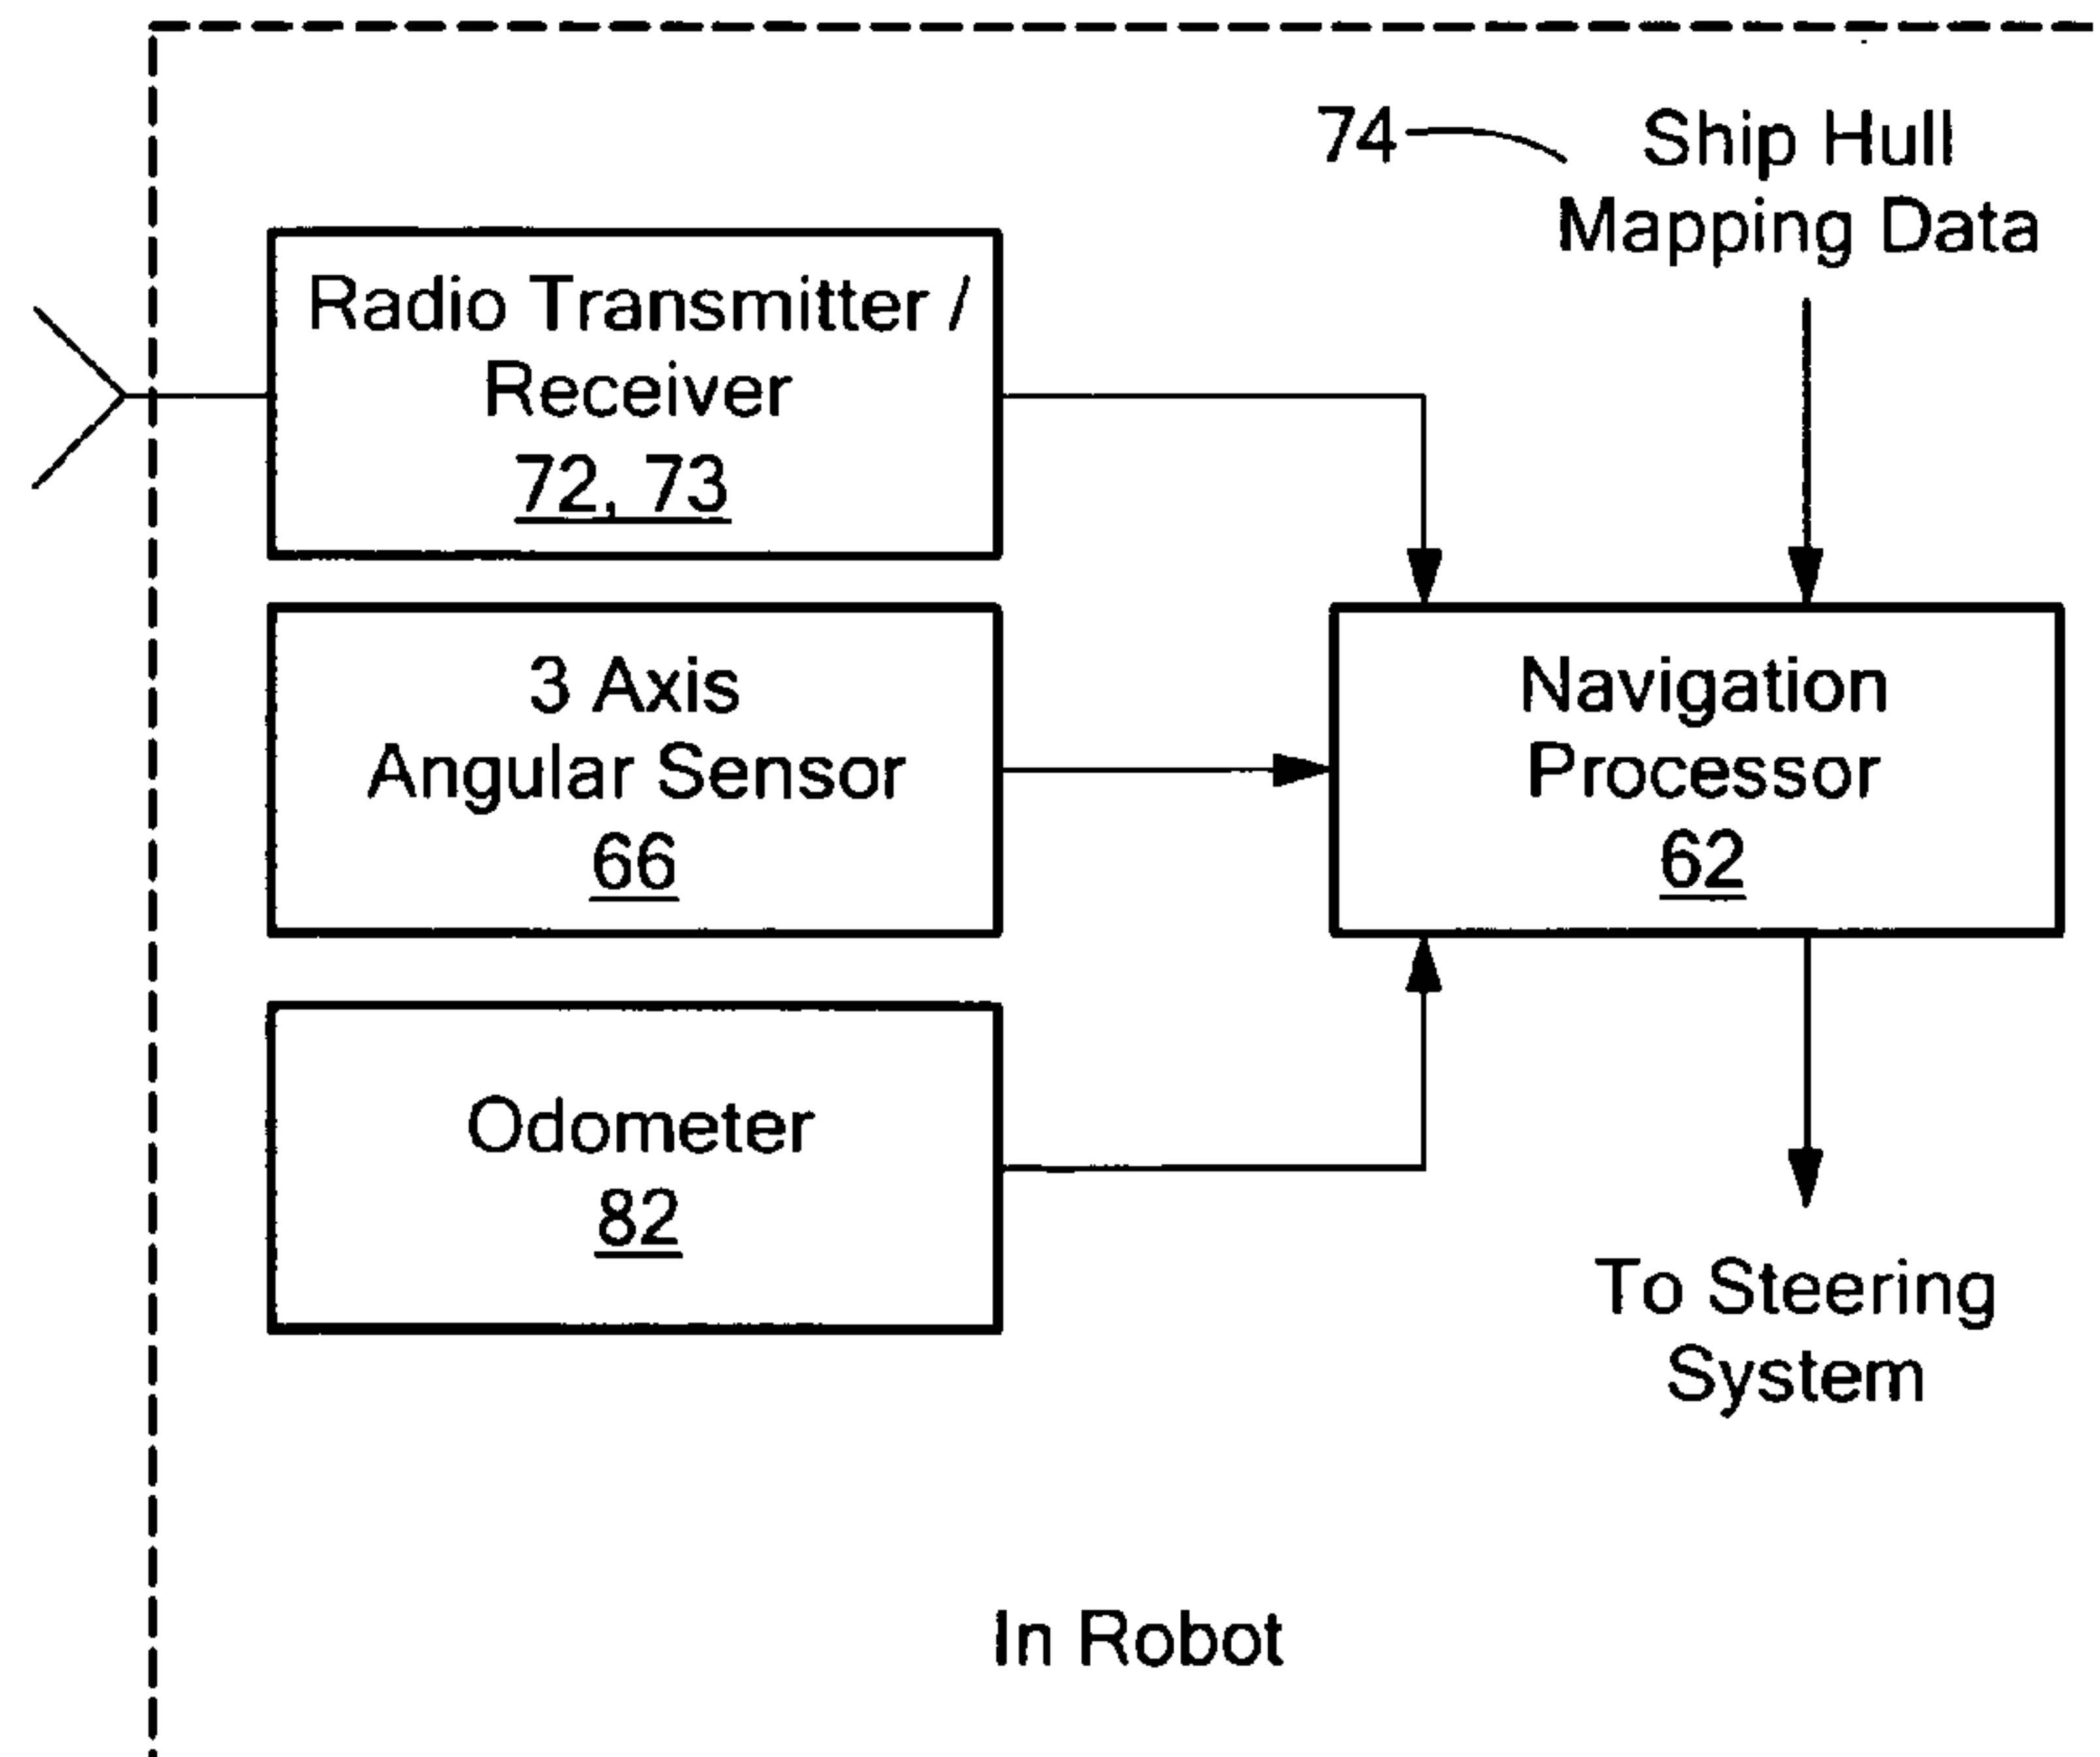 74
Ship Hull
Mapping Data
Radio Transmitter /
Receiver
72, 73
3 Axis
Angular Sensor
66
Navigation
Processor
62
Odometer
82
To Steering
System
In Robot